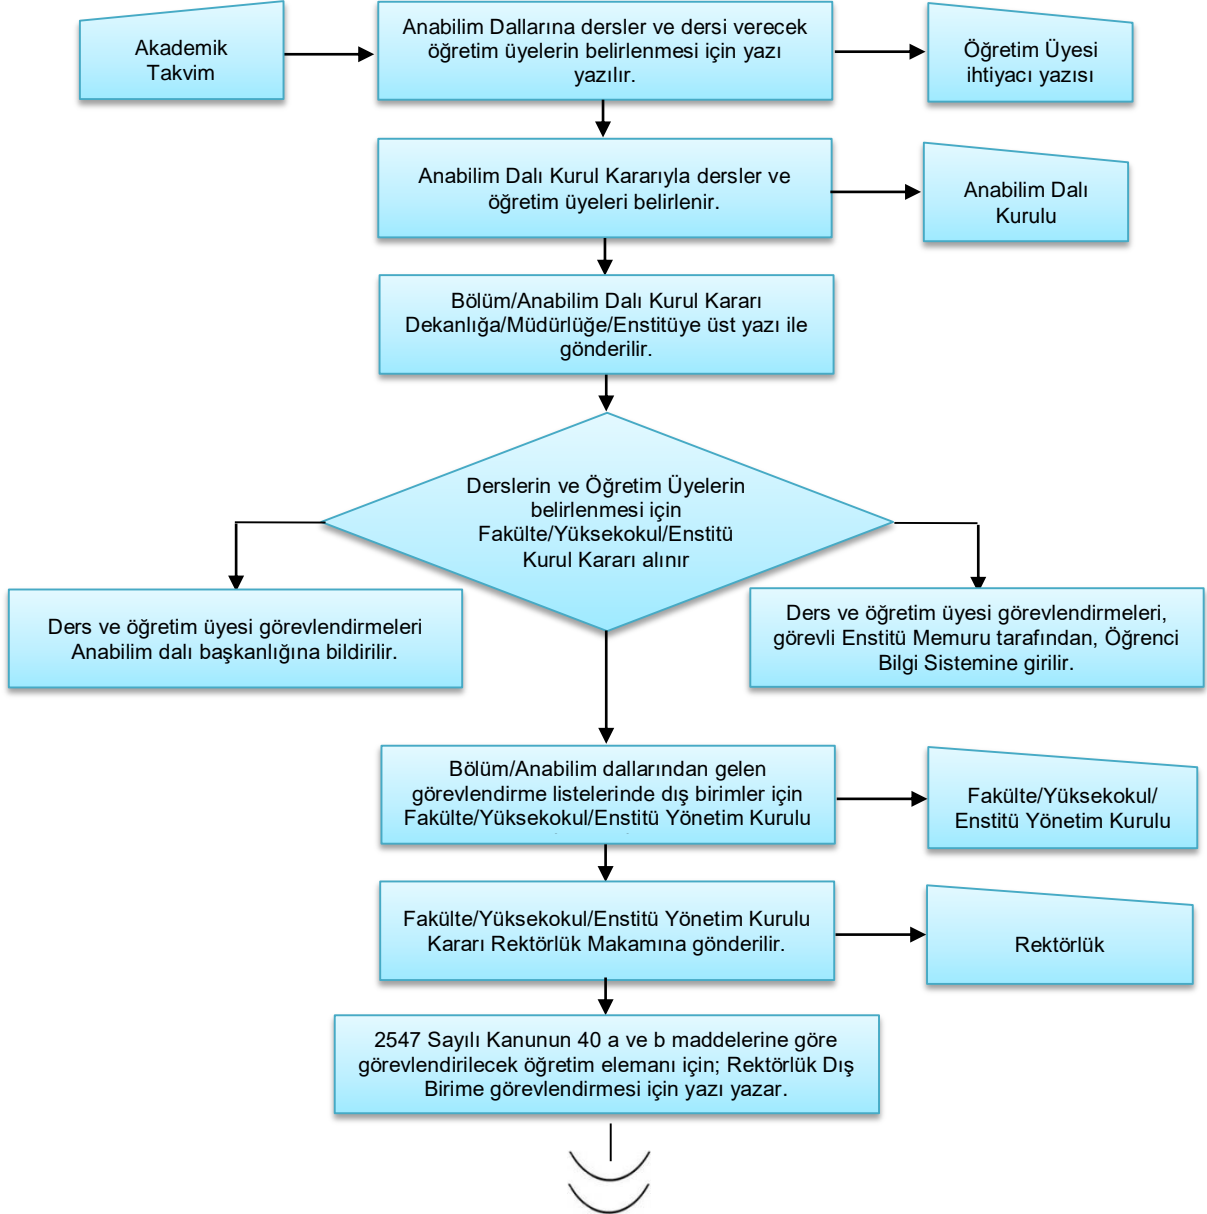 Akademik
Takvim
Anabilim Dallarına dersler ve dersi verecek
öğretim üyelerin belirlenmesi için yazı
yazılır.
Öğretim Üyesi
ihtiyacı yazısı
Anabilim Dalı Kurul Kararıyla dersler ve
öğretim üyeleri belirlenir.
Anabilim Dalı
Kurulu
Bölüm/Anabilim Dalı Kurul Kararı
Dekanlığa/Müdürlüğe/Enstitüye üst yazı ile
gönderilir.
Derslerin ve Öğretim Üyelerin
belirlenmesi için
Fakülte/Yüksekokul/Enstitü
Kurul Kararı alınır
Ders ve öğretim üyesi görevlendirmeleri
Anabilim dalı başkanlığına bildirilir.
Ders ve öğretim üyesi görevlendirmeleri,
görevli Enstitü Memuru tarafından, Öğrenci
Bilgi Sistemine girilir.
Bölüm/Anabilim dallarından gelen
görevlendirme listelerinde dış birimler için
Fakülte/Yüksekokul/Enstitü Yönetim Kurulu
Fakülte/Yüksekokul/
Enstitü Yönetim Kurulu
Fakülte/Yüksekokul/Enstitü Yönetim Kurulu
Kararı Rektörlük Makamına gönderilir.
Rektörlük
2547 Sayılı Kanunun 40 a ve b maddelerine göre
görevlendirilecek öğretim elemanı için; Rektörlük Dış
Birime görevlendirmesi için yazı yazar.